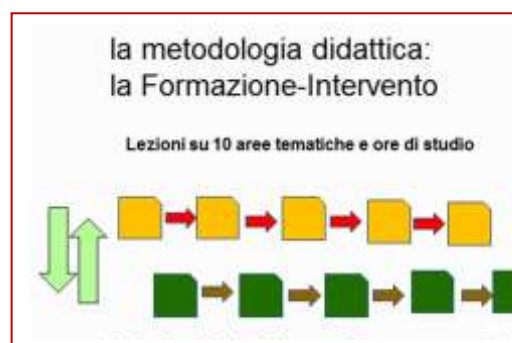 la metodologia didattica:
la Formazione-Intervento
Lezioni su 10 aree tematiche e ore di studio